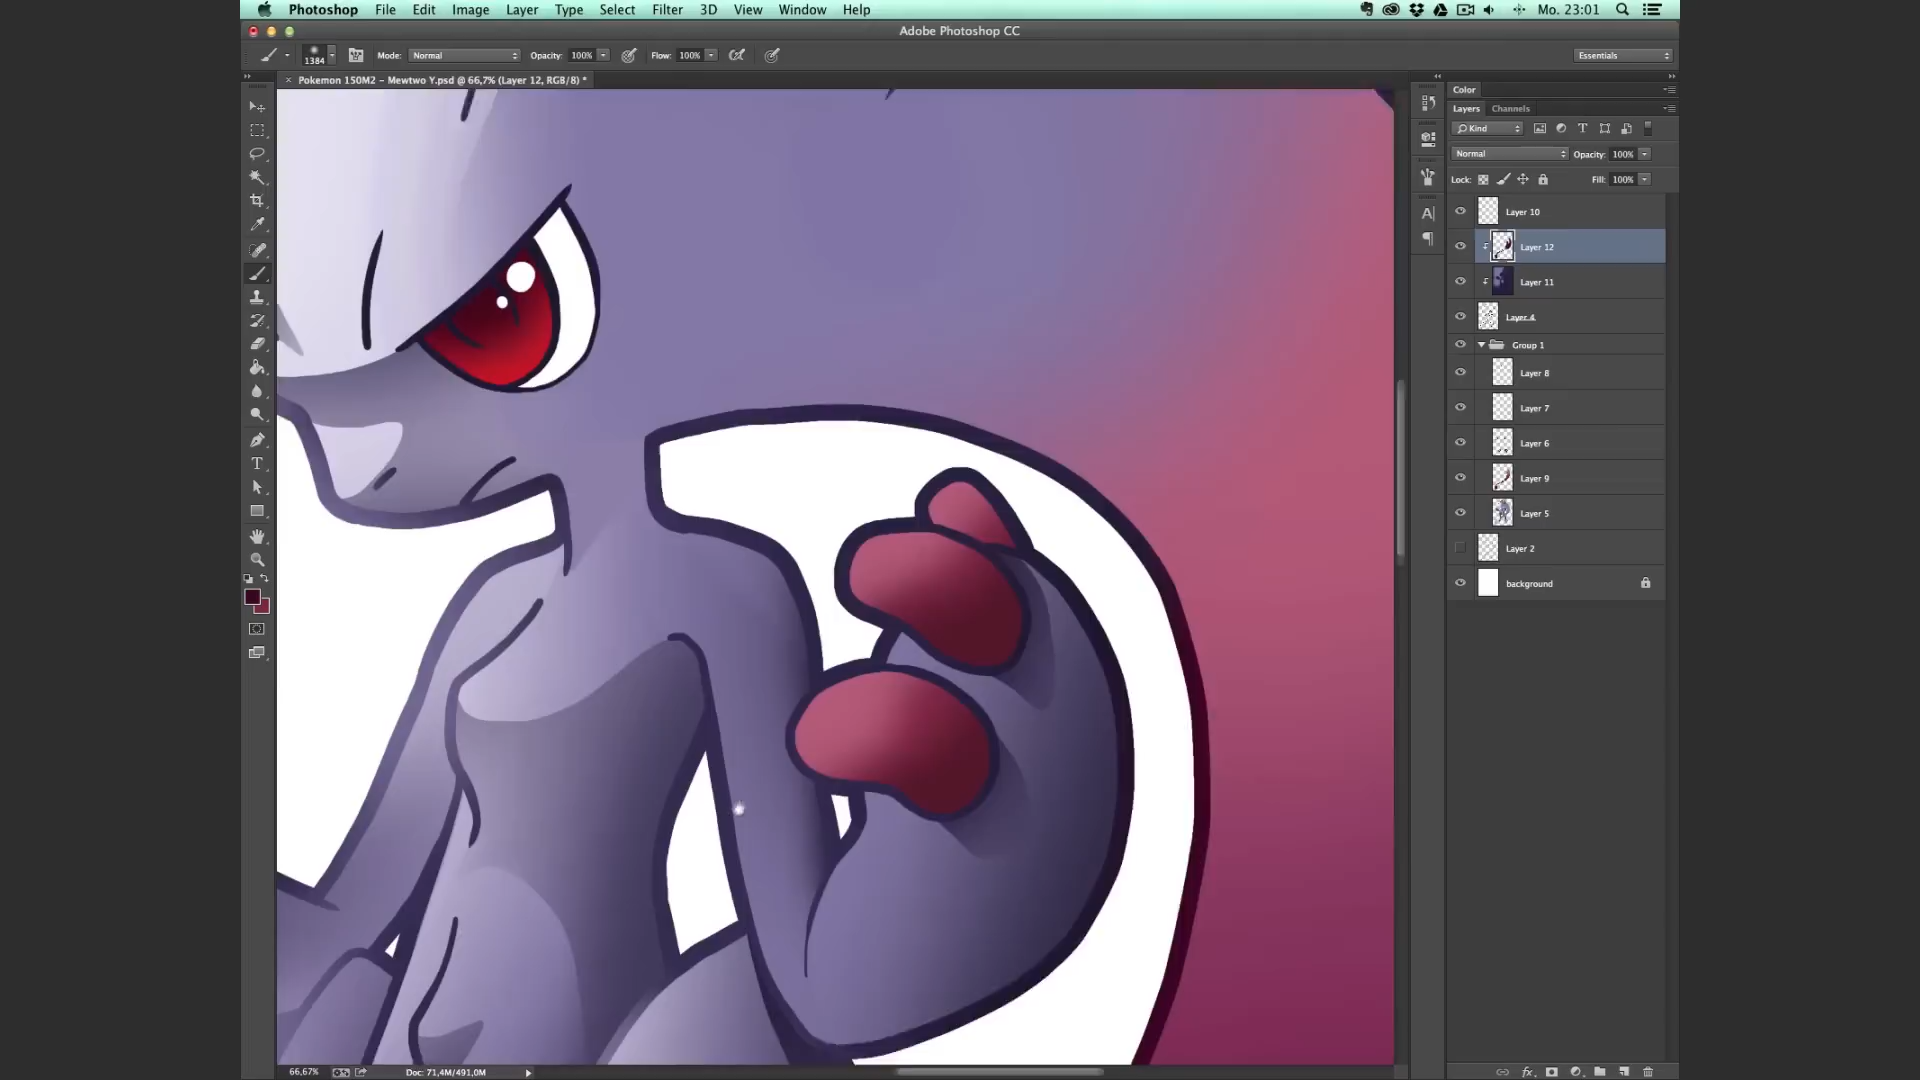 Photoshop File Edit Image Layer Type Select Filter 3D View Window Help Mo. 23:01
Adobe Photoshop CC
1384 Mode: Normal Opacity: 100% Flow: 100% Essentials
Pokemon 150M2 – Mewtwo Y.psd @ 66,7% (Layer 12, RGB/8) *
Color
Layers Channels
Kind
Normal Opacity: 100%
Lock: Fill: 100%
Layer 10
Layer 12
Layer 11
Layer 4
Group 1
Layer 8
Layer 7
Layer 6
Layer 9
Layer 5
Layer 2
background
66,67% Doc: 71,4M/491,0M